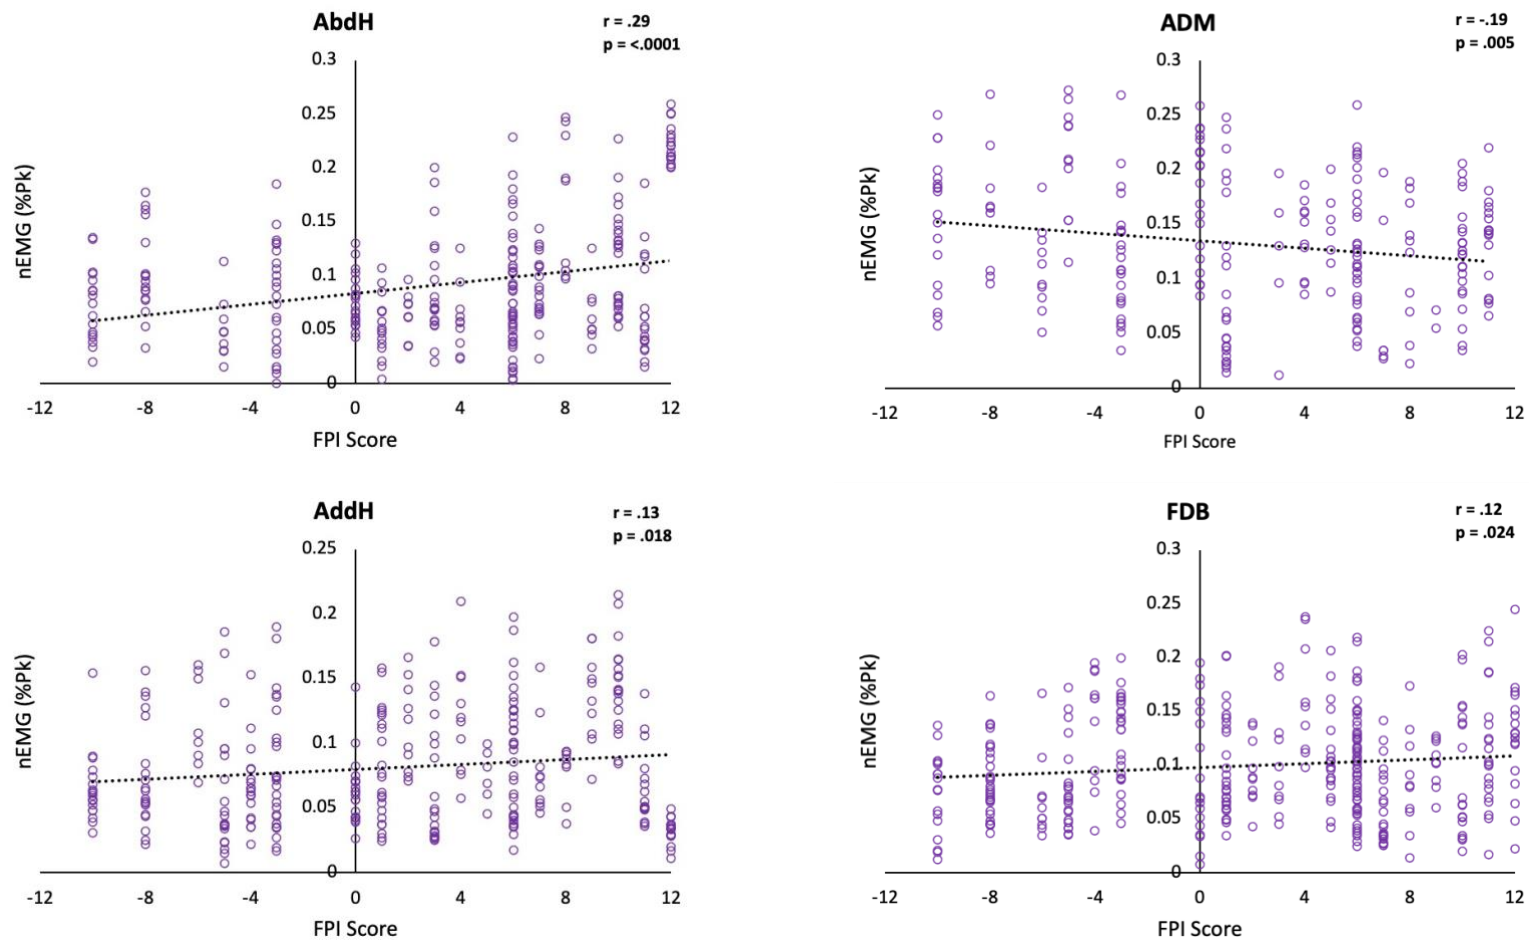 AbdH
r = .29
p = <.0001
0.3
0.25
0.2
0.15
0.1
0.05
0
nEMG (%Pk)
-12 -8 -4 0 4 8 12
FPI Score
ADM
r = -.19
p = .005
0.3
0.25
0.2
0.15
0.1
0.05
0
nEMG (%Pk)
-12 -8 -4 0 4 8 12
FPI Score
AddH
r = .13
p = .018
0.25
0.2
0.15
0.1
0.05
0
nEMG (%Pk)
-12 -8 -4 0 4 8 12
FPI Score
FDB
r = .12
p = .024
0.3
0.25
0.2
0.15
0.1
0.05
0
nEMG (%Pk)
-12 -8 -4 0 4 8 12
FPI Score